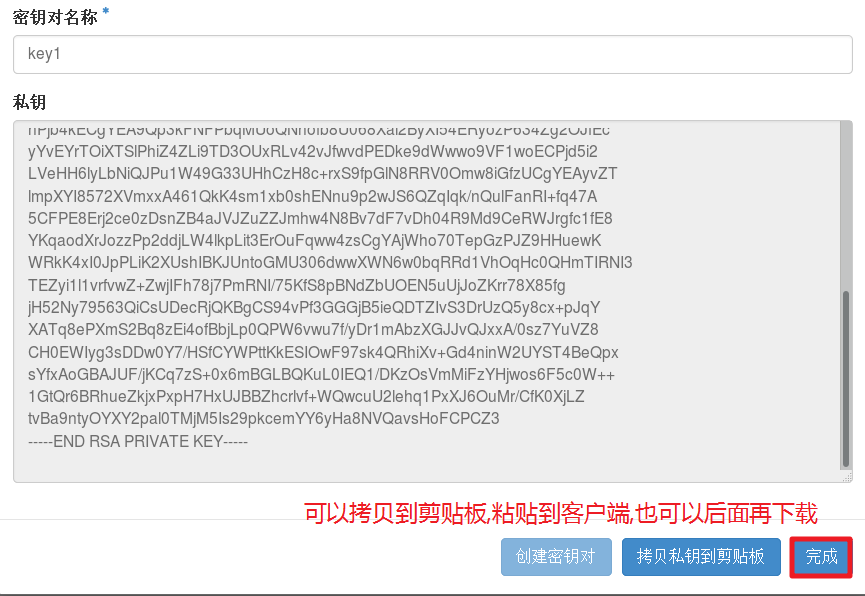 密钥对名称 *
key1
私钥
yYvEYrTOiXTSlPhiZ4ZLi9TD3OUxRLv42vJfwvdPEDke9dWwwo9VF1woECPjd5i2
LVeHH6lyLbNiQJPu1W49G33UHhCzH8c+rxS9fpGlN8RRV0Omw8iGfzUCgYEAyvZT
lmpXYI8572XVmxxA461QkK4sm1xb0shENnu9p2wJS6QZqIqk/nQulFanRI+fq47A
5CFPE8Erj2ce0zDsnZB4aJVJZuZZJmhw4N8Bv7dF7vDh04R9Md9CeRWJrgfc1fE8
YKqaodXrJozzPp2ddjLW4lkpLit3ErOuFqww4zsCgYAjWho70TepGzPJZ9HHuewK
WRkK4xI0JpPLiK2XUshIBKJUntoGMU306dwwXWN6w0bqRRd1VhOqHc0QHmTIRNI3
TEZyi1l1vrfvwZ+ZwjIFh78j7PmRNI/75KfS8pBNdZbUOEN5uUjJoZKrr78X85fg
jH52Ny79563QiCsUDecRjQKBgCS94vPf3GGGjB5ieQDTZIvS3DrUzQ5y8cx+pJqY
XATq8ePXmS2Bq8zEi4ofBbjLp0QPW6vwu7f/yDr1mAbzXGJJvQJxxA/0sz7YuVZ8
CH0EWIyg3sDDw0Y7/HSfCYWPttKkESIOwF97sk4QRhiXv+Gd4ninW2UYST4BeQpx
sYfxAoGBAJUF/jKCq7zS+0x6mBGLBQKuL0IEQ1/DKzOsVmMiFzYHjwos6F5c0W++
1GtQr6BRhueZkjxPxpH7HxUJBBZhcrlvf+WQwcuU2lehq1PxXJ6OuMr/CfK0XjLZ
tvBa9ntyOYXY2pal0TMjM5Is29pkcemYY6yHa8NVQavsHoFCPCZ3
-----END RSA PRIVATE KEY-----
可以拷贝到剪贴板,粘贴到客户端,也可以后面再下载
创建密钥对 拷贝私钥到剪贴板 完成